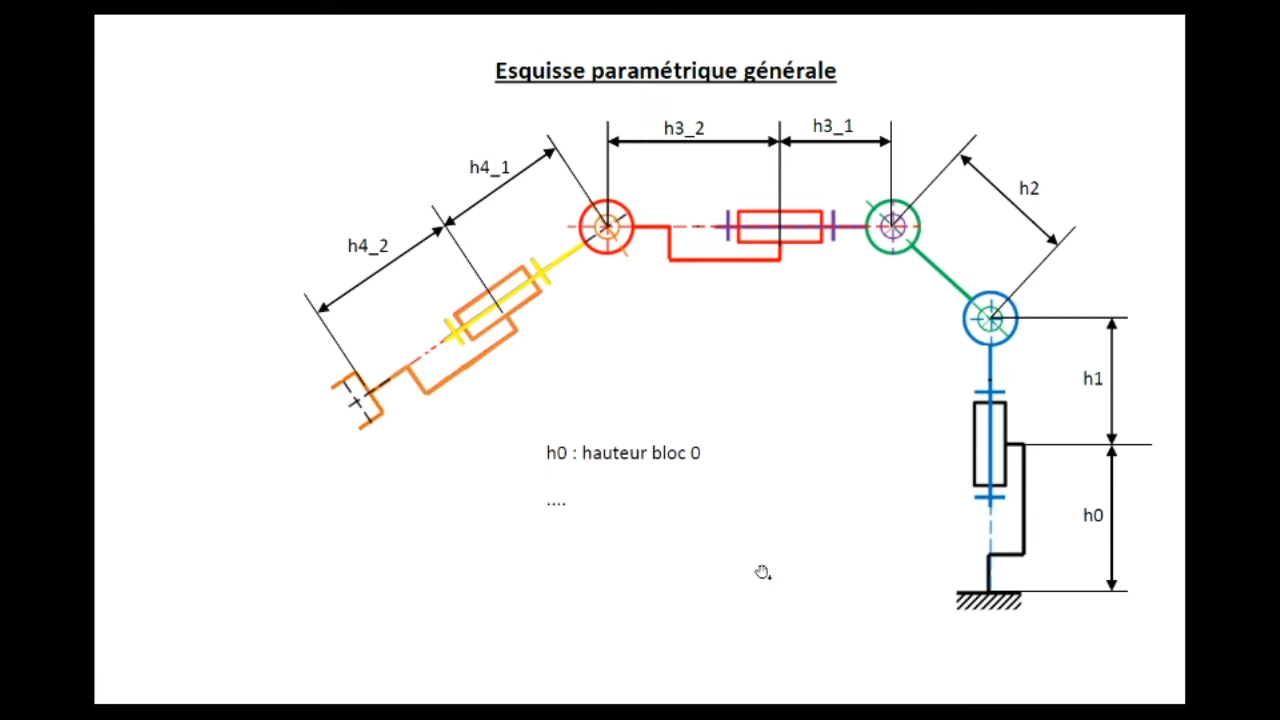 Esquisse paramétrique générale
h3_2
h3_1
h4_1
h2
h4_2
h1
h0 : hauteur bloc 0
....
h0